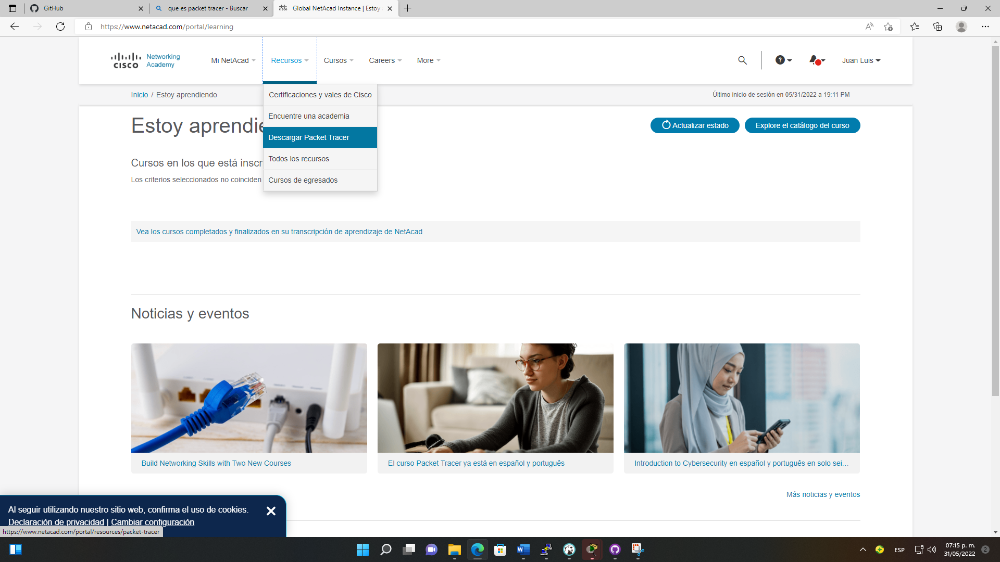 GitHub
que es packet tracer - Buscar
Global NetAcad Instance | Estoy
https://www.netacad.com/portal/learning
CISCO
Networking
Academy
Mi NetAcad
Recursos
Cursos
Careers
More
?
Juan Luis
Inicio / Estoy aprendiendo
Último inicio de sesión en 05/31/2022 a 19:11 PM
Certificaciones y vales de Cisco
Encuentre una academia
Descargar Packet Tracer
Todos los recursos
Cursos de egresados
Estoy aprendie
Actualizar estado
Explore el catálogo del curso
Cursos en los que está inscr
Los criterios seleccionados no coinciden
Vea los cursos completados y finalizados en su transcripción de aprendizaje de NetAcad
Noticias y eventos
Build Networking Skills with Two New Courses
El curso Packet Tracer ya está en español y português
Introduction to Cybersecurity en español y português en solo sei...
Más noticias y eventos
Al seguir utilizando nuestro sitio web, confirma el uso de cookies.
Declaración de privacidad | Cambiar configuración
https://www.netacad.com/portal/resources/packet-tracer
ESP
07:15 p. m.
31/05/2022
2